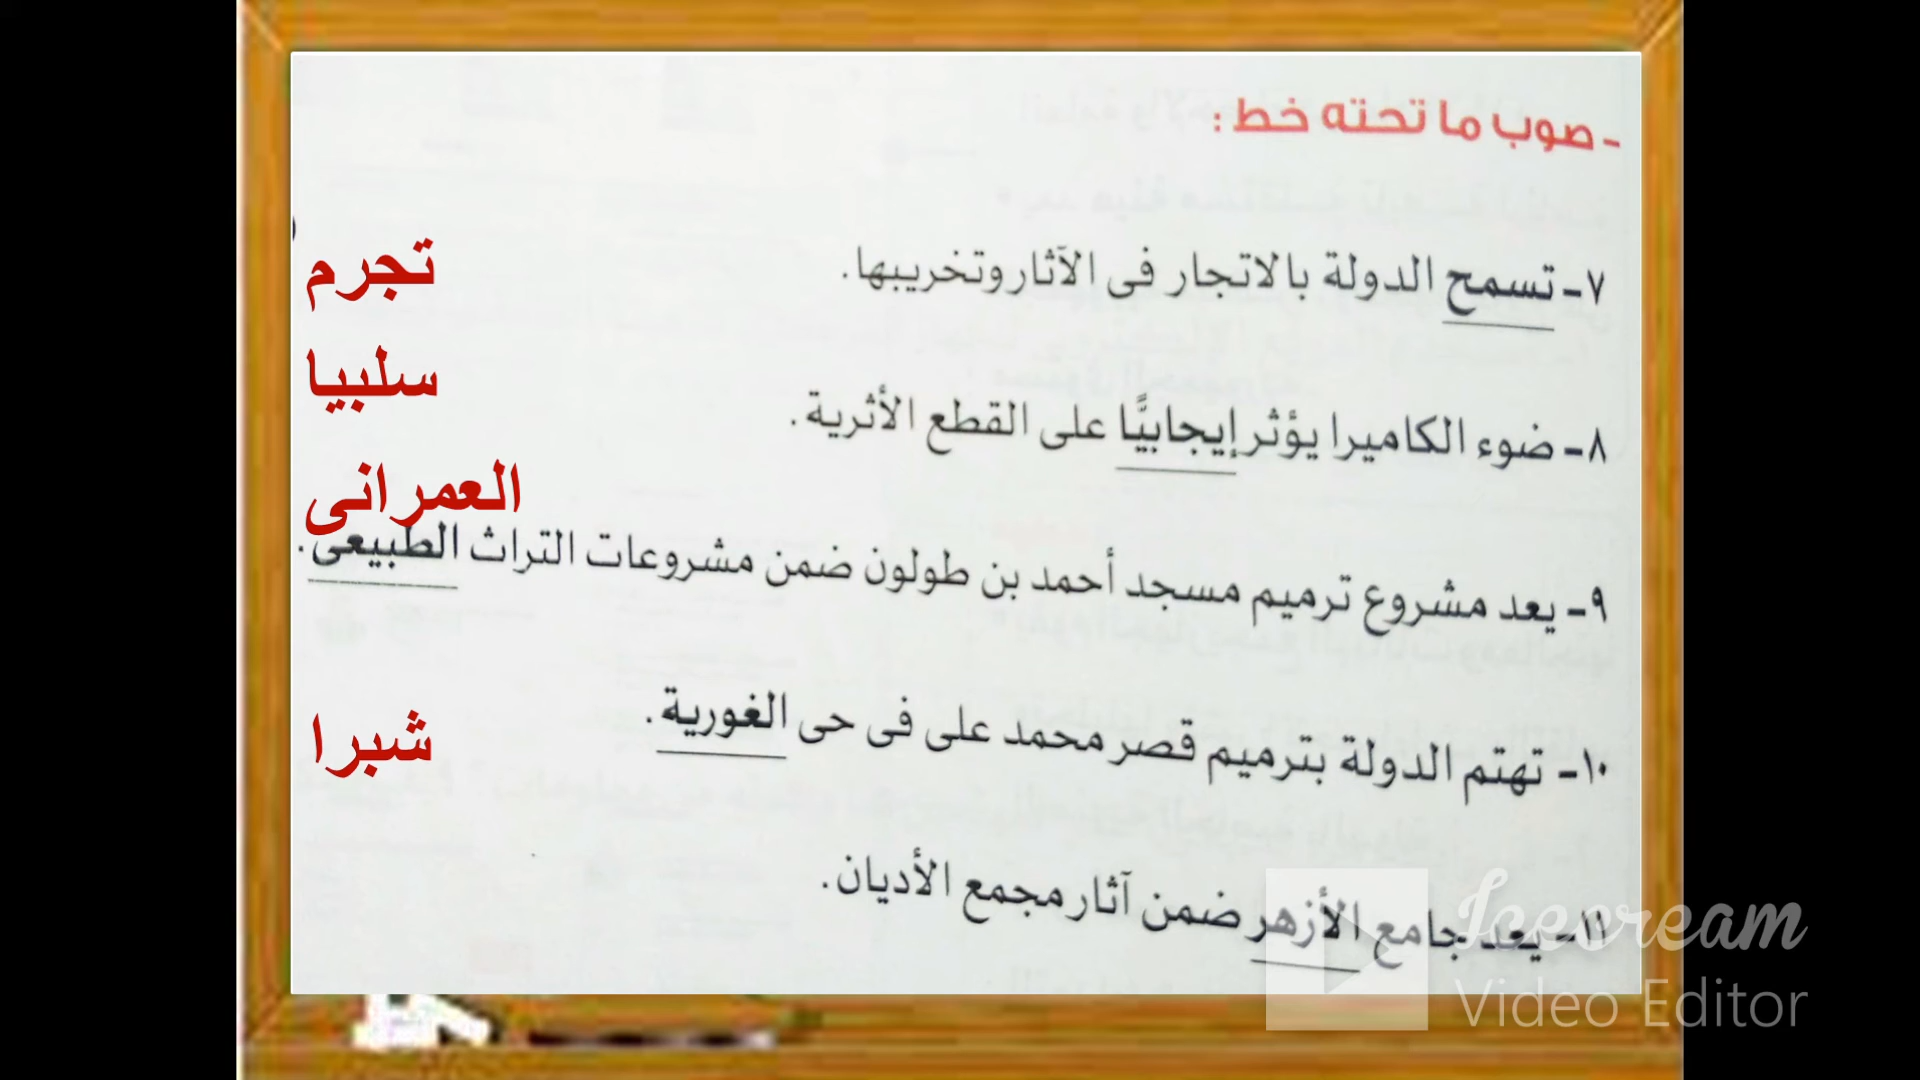 - صوب ما تحته خط :
٧- تسمح الدولة بالاتجار فى الآثار وتخريبها.
تجرم
٨- ضوء الكاميرا يؤثر إيجابيًّا على القطع الأثرية.
سلبيا
٩- يعد مشروع ترميم مسجد أحمد بن طولون ضمن مشروعات التراث الطبيعى.
العمرانى
١٠- تهتم الدولة بترميم قصر محمد على فى حى الغورية.
شبرا
١١- يعد جامع الأزهر ضمن آثار مجمع الأديان.
Icecream
Video Editor